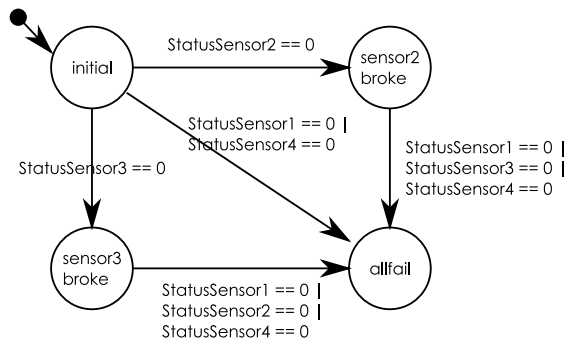 StatusSensor2 == 0
initial
sensor2
broke
StatusSensor1 == 0 |
StatusSensor4 == 0
StatusSensor1 == 0 |
StatusSensor3 == 0 |
StatusSensor4 == 0
StatusSensor3 == 0
sensor3
broke
allfail
StatusSensor1 == 0 |
StatusSensor2 == 0 |
StatusSensor4 == 0